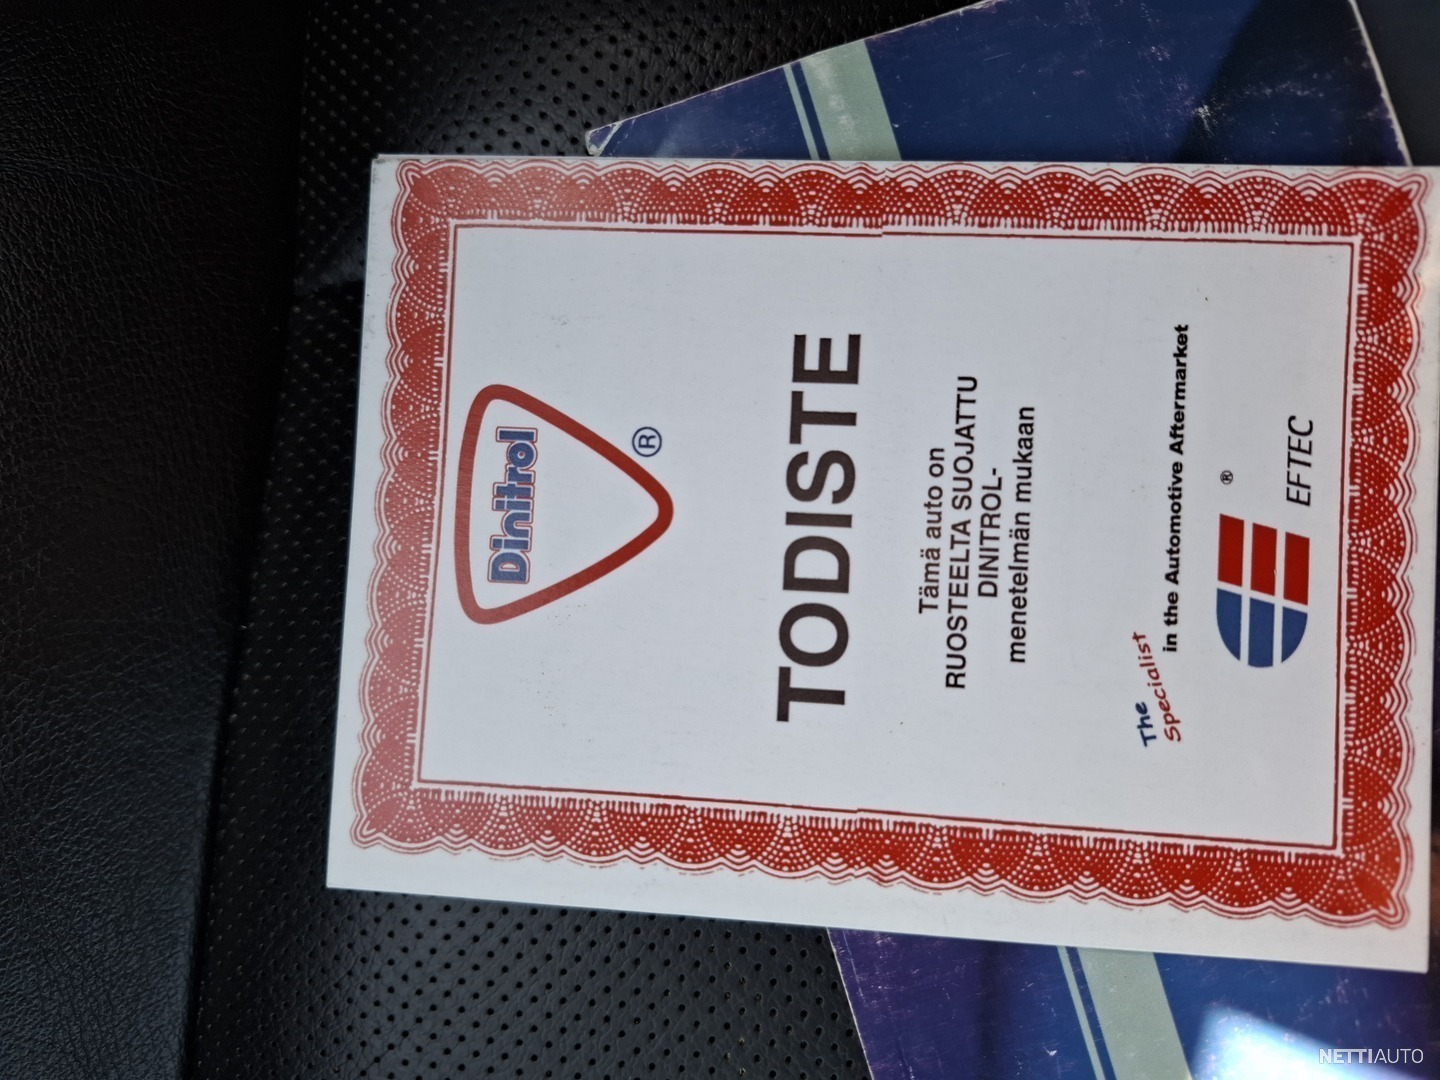 Dinitrol
®
TODISTE
Tämä auto on
RUOSTEELTA SUOJATTU
DINITROL-
menetelmän mukaan
The
Specialist
in the Automotive Aftermarket
®
EFTEC
NETTIAUTO